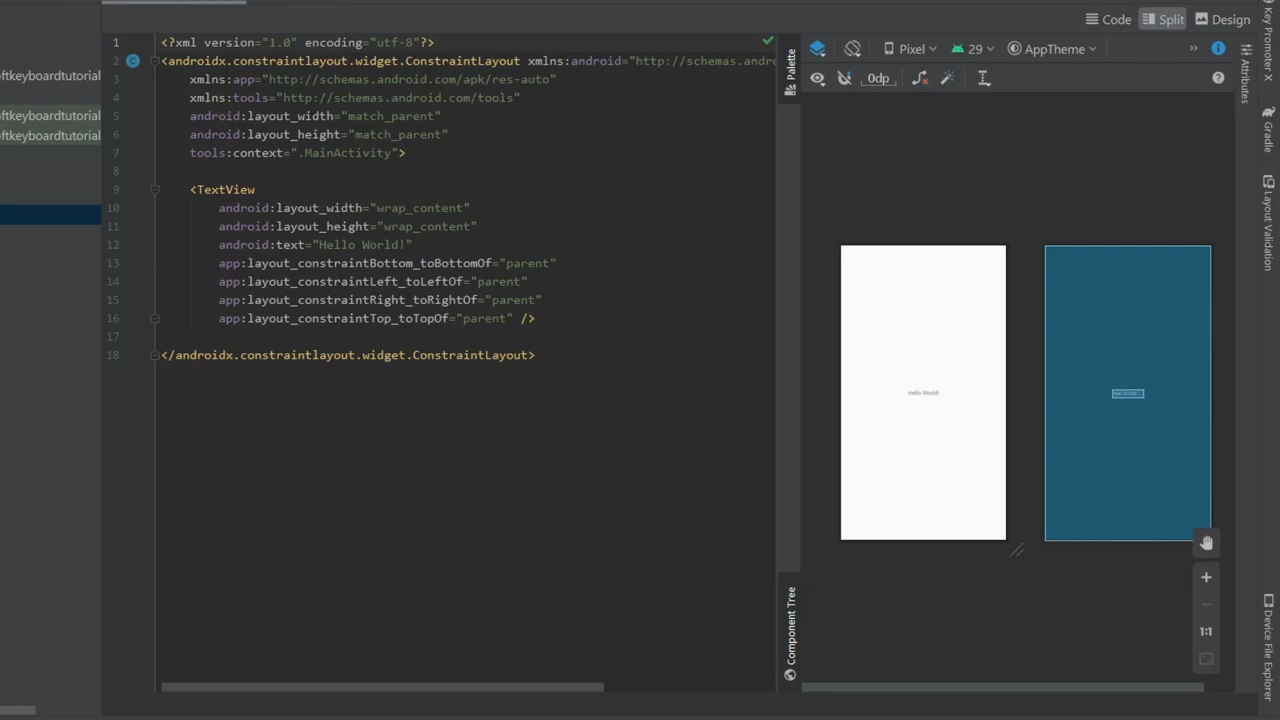 Code
Split
Design
Key Promoter X
Gradle
Layout Validation
Device File Explorer
Attributes
Palette
Component Tree
Pixel
29
AppTheme
0dp
oftkeyboardtutorial
oftkeyboardtutorial
oftkeyboardtutorial
1 <?xml version="1.0" encoding="utf-8"?>
2 <androidx.constraintlayout.widget.ConstraintLayout xmlns:android="http://schemas.andro
3 xmlns:app="http://schemas.android.com/apk/res-auto"
4 xmlns:tools="http://schemas.android.com/tools"
5 android:layout_width="match_parent"
6 android:layout_height="match_parent"
7 tools:context=".MainActivity">
8
9 <TextView
10 android:layout_width="wrap_content"
11 android:layout_height="wrap_content"
12 android:text="Hello World!"
13 app:layout_constraintBottom_toBottomOf="parent"
14 app:layout_constraintLeft_toLeftOf="parent"
15 app:layout_constraintRight_toRightOf="parent"
16 app:layout_constraintTop_toTopOf="parent" />
17
18 </androidx.constraintlayout.widget.ConstraintLayout>
Hello World!
1:1